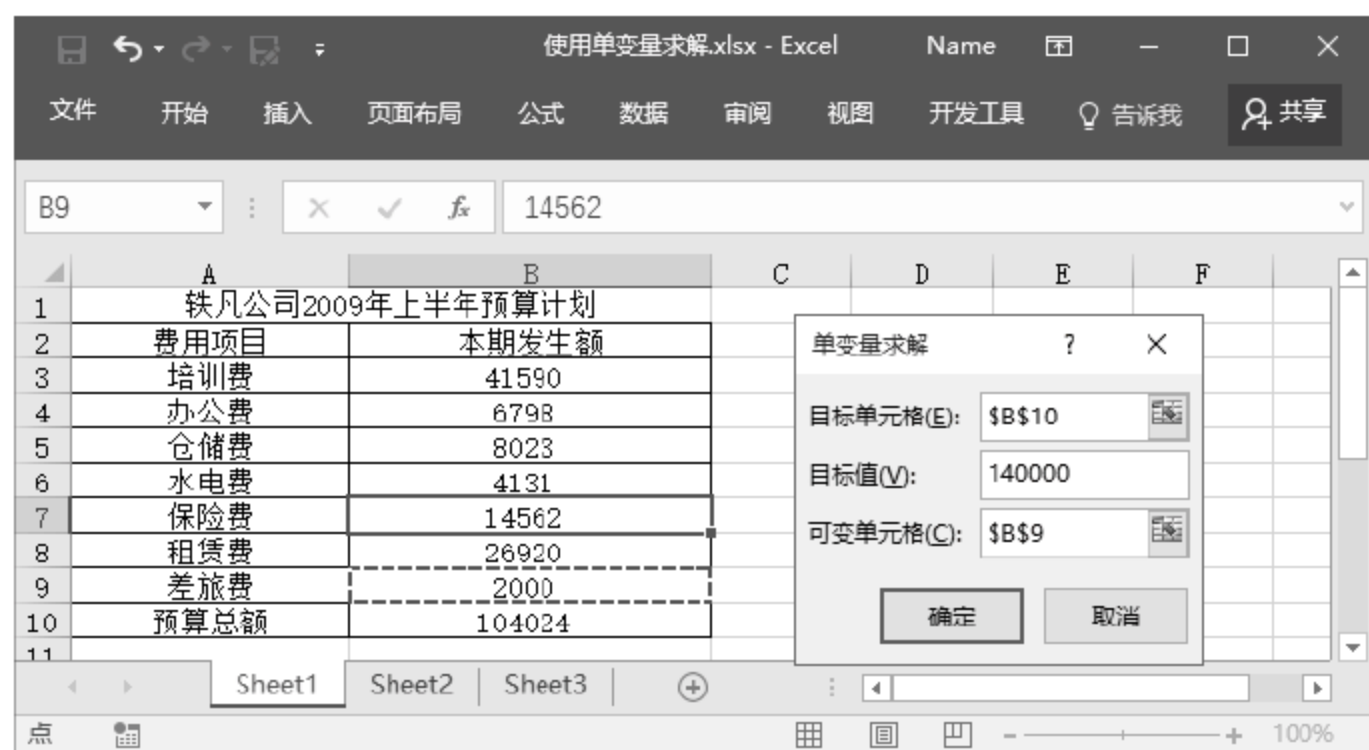 使用单变量求解.xlsx - Excel Name
文件 开始 插入 页面布局 公式 数据 审阅 视图 开发工具 告诉我 共享
B9 fx 14562
A B C D E F
1 轶凡公司2009年上半年预算计划
2 费用项目 本期发生额
3 培训费 41590
4 办公费 6798
5 仓储费 8023
6 水电费 4131
7 保险费 14562
8 租赁费 26920
9 差旅费 2000
10 预算总额 104024
11
单变量求解 ? ×
目标单元格(E): $B$10
目标值(V): 140000
可变单元格(C): $B$9
确定 取消
Sheet1 Sheet2 Sheet3
点 100%